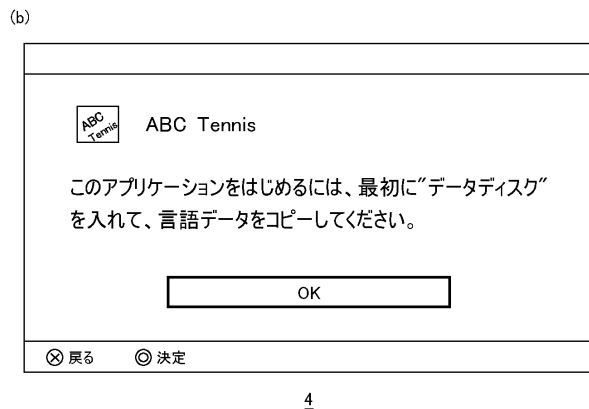 (b)
ABC Tennis
ABC Tennis
このアプリケーションをはじめるには、最初に"データディスク"
を入れて、言語データをコピーしてください。
OK
戻る 決定
4